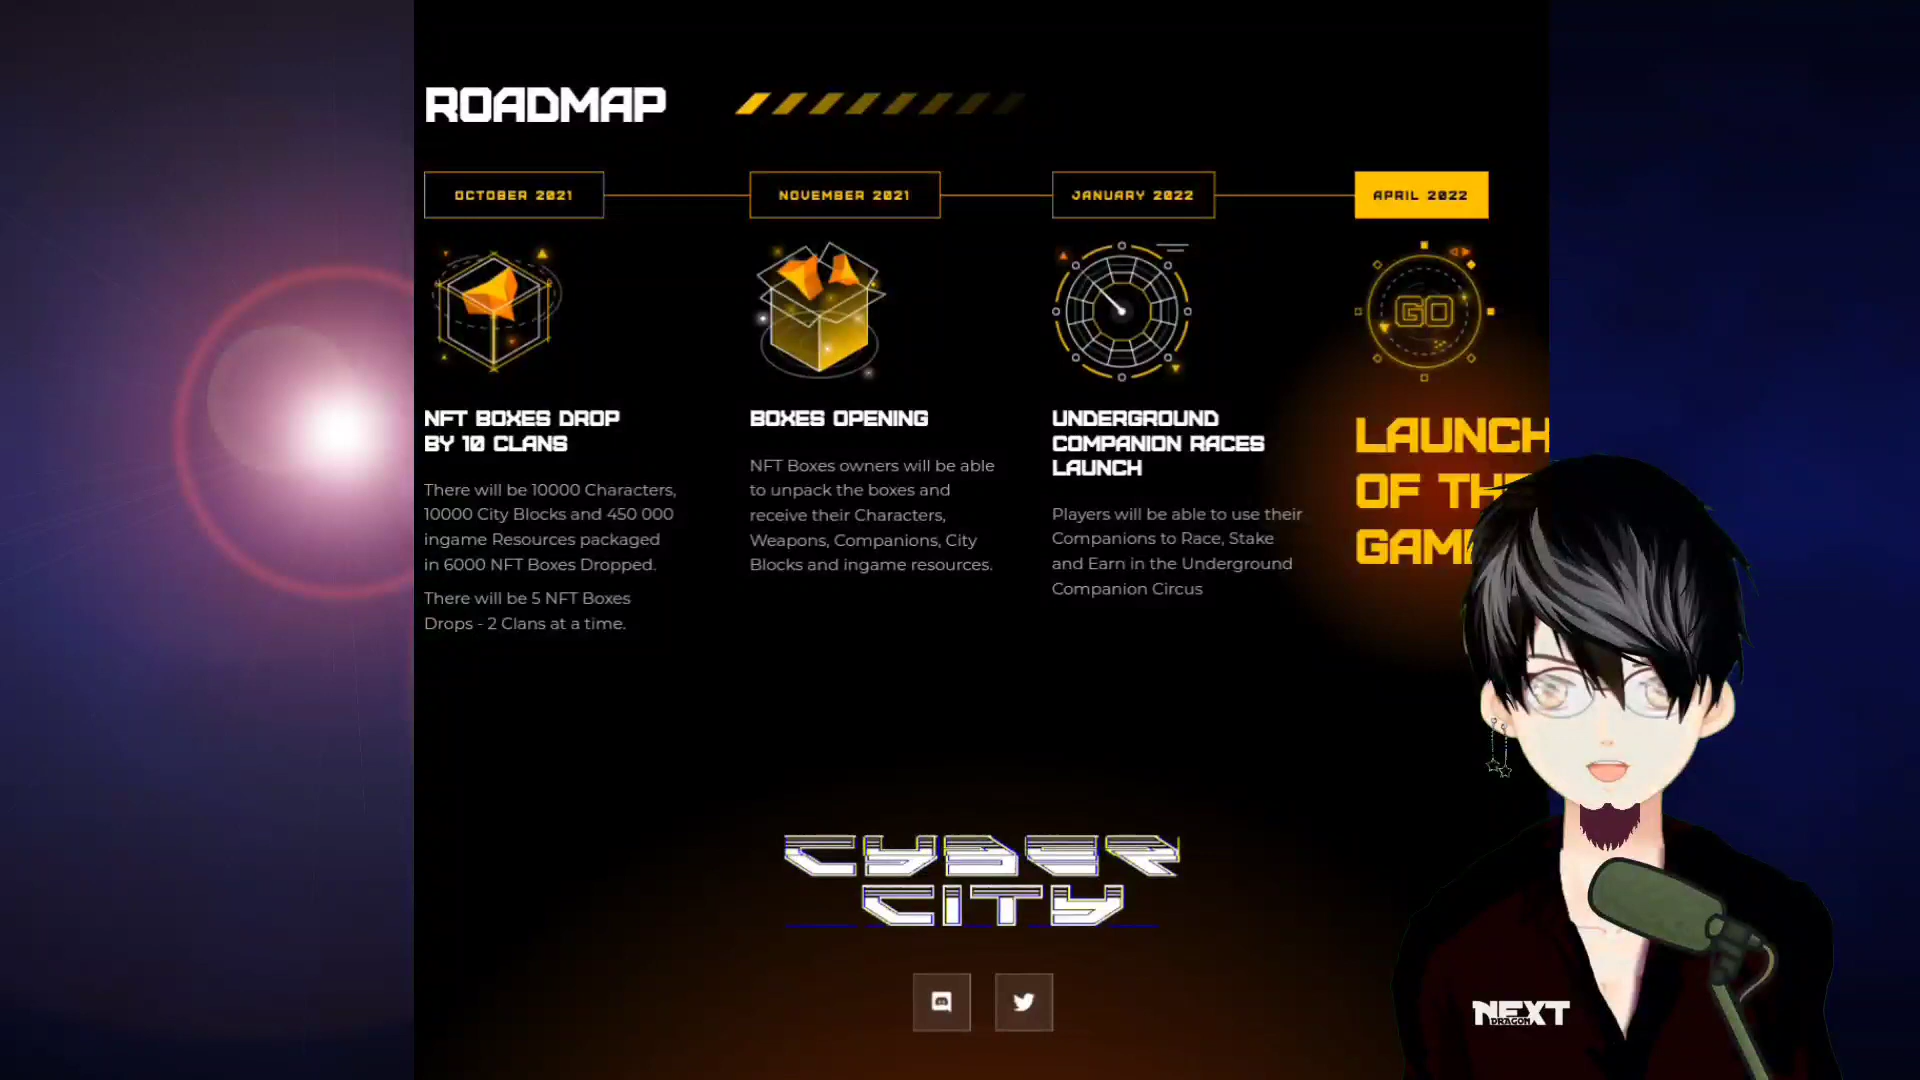 ROADMAP
OCTOBER 2021
NOVEMBER 2021
JANUARY 2022
APRIL 2022
GO
NFT BOXES DROP
BY 10 CLANS
There will be 10000 Characters,
10000 City Blocks and 450 000
ingame Resources packaged
in 6000 NFT Boxes Dropped.
There will be 5 NFT Boxes
Drops - 2 Clans at a time.
BOXES OPENING
NFT Boxes owners will be able
to unpack the boxes and
receive their Characters,
Weapons, Companions, City
Blocks and ingame resources.
UNDERGROUND
COMPANION RACES
LAUNCH
Players will be able to use their
Companions to Race, Stake
and Earn in the Underground
Companion Circus
LAUNCH
OF THE
GAME
CYBER
CITY
NEXT
DRAGON